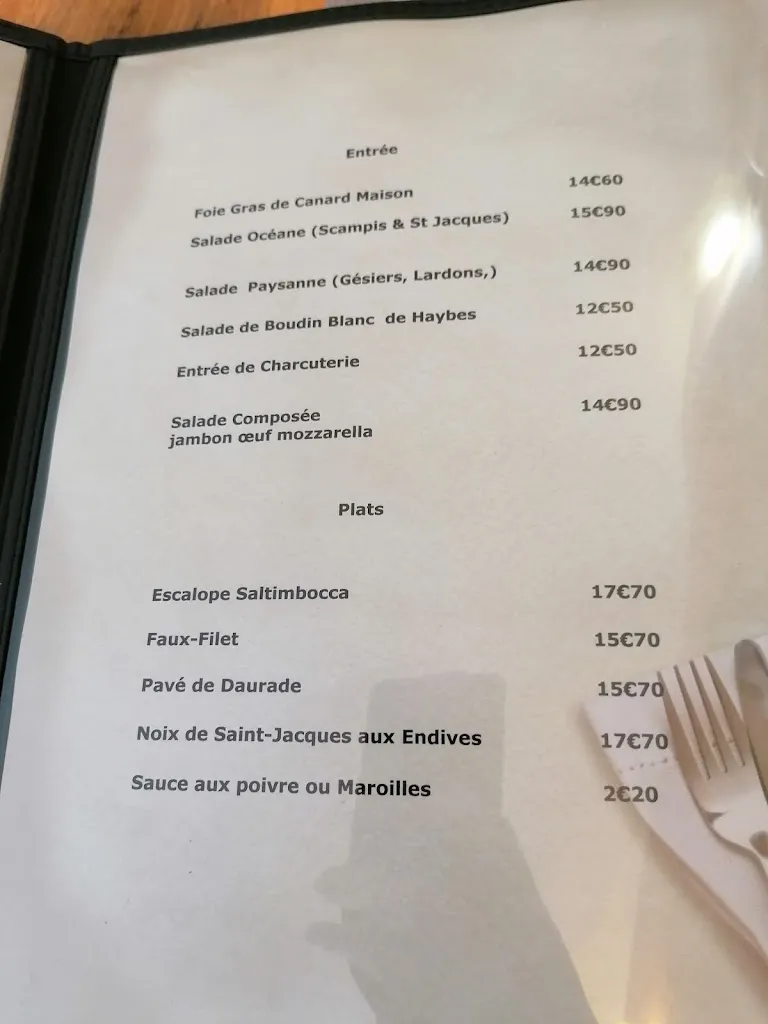 Entrée
Foie Gras de Canard Maison 14€60
Salade Océane (Scampis & St Jacques) 15€90
Salade Paysanne (Gésiers, Lardons,) 14€90
Salade de Boudin Blanc de Haybes 12€50
Entrée de Charcuterie 12€50
Salade Composée 14€90
jambon œuf mozzarella
Plats
Escalope Saltimbocca 17€70
Faux-Filet 15€70
Pavé de Daurade 15€70
Noix de Saint-Jacques aux Endives 17€70
Sauce aux poivre ou Maroilles 2€20